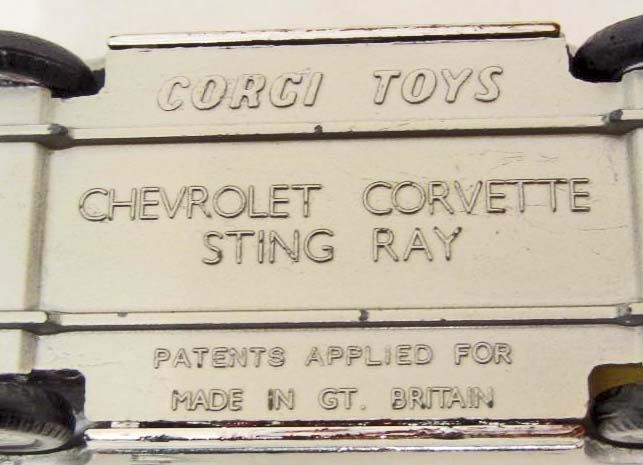 CORGI TOYS
CHEVROLET CORVETTE
STING RAY
PATENTS APPLIED FOR
MADE IN GT. BRITAIN